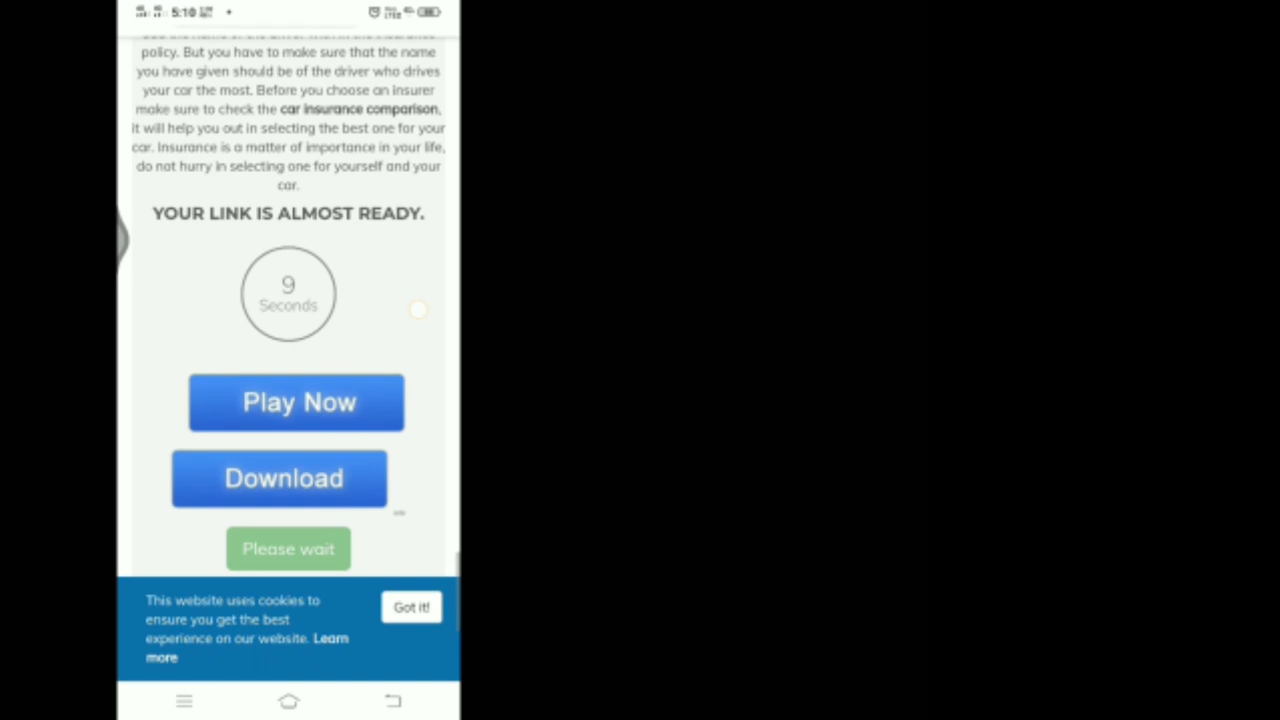 5:10
policy. But you have to make sure that the name
you have given should be of the driver who drives
your car the most. Before you choose an insurer
make sure to check the car insurance comparison,
it will help you out in selecting the best one for your
car. Insurance is a matter of importance in your life,
do not hurry in selecting one for yourself and your
car.
YOUR LINK IS ALMOST READY.
9
Seconds
Play Now
Download
Please wait
This website uses cookies to
ensure you get the best
experience on our website. Learn
more
Got it!